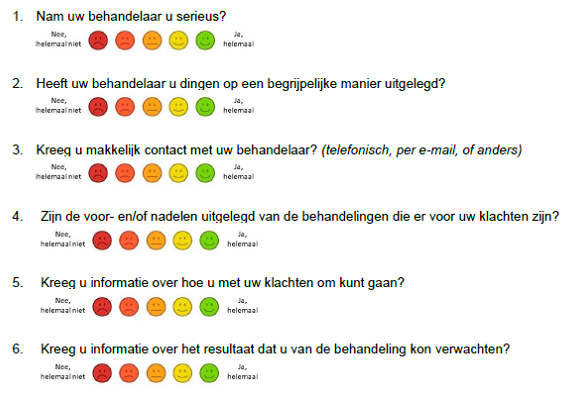 1. Nam uw behandelaar u serieus?
Nee, Ja,
helemaal niet helemaal
2. Heeft uw behandelaar u dingen op een begrijpelijke manier uitgelegd?
Nee, Ja,
helemaal niet helemaal
3. Kreeg u makkelijk contact met uw behandelaar? (telefonisch, per e-mail, of anders)
Nee, Ja,
helemaal niet helemaal
4. Zijn de voor- en/of nadelen uitgelegd van de behandelingen die er voor uw klachten zijn?
Nee, Ja,
helemaal niet helemaal
5. Kreeg u informatie over hoe u met uw klachten om kunt gaan?
Nee, Ja,
helemaal niet helemaal
6. Kreeg u informatie over het resultaat dat u van de behandeling kon verwachten?
Nee, Ja,
helemaal niet helemaal